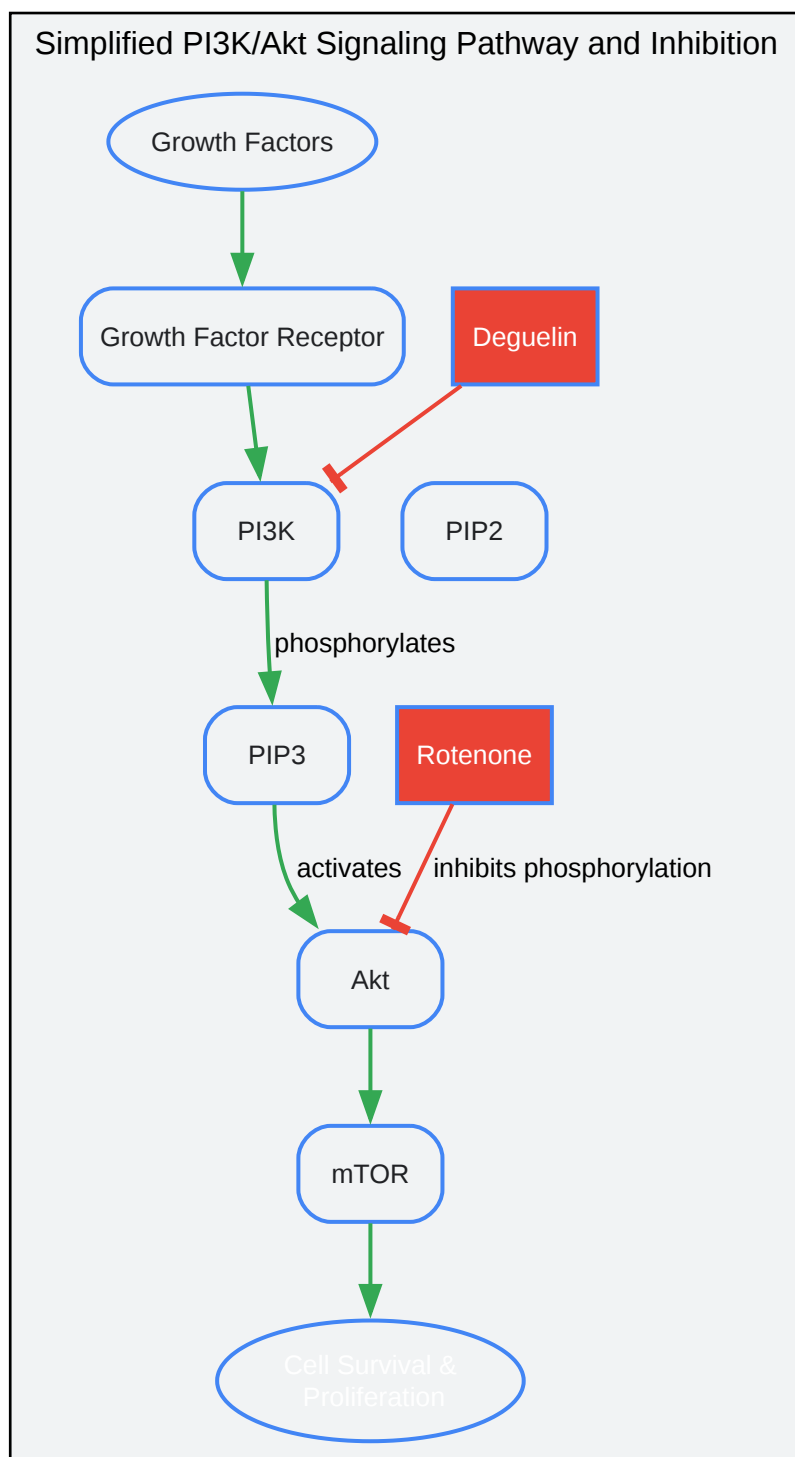 Simplified PI3K/Akt Signaling Pathway and Inhibition
Growth Factors
Growth Factor Receptor
Deguelin
PI3K
PIP2
phosphorylates
PIP3
Rotenone
activates
inhibits phosphorylation
Akt
mTOR
Cell Survival &
Proliferation